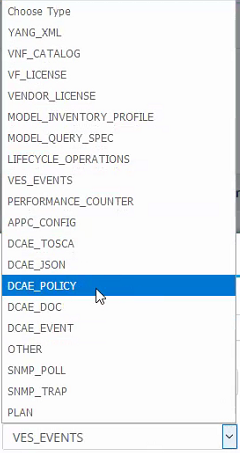 Choose Type
YANG_XML
VNF_CATALOG
VF_LICENSE
VENDOR_LICENSE
MODEL_INVENTORY_PROFILE
MODEL_QUERY_SPEC
LIFECYCLE_OPERATIONS
VES_EVENTS
PERFORMANCE_COUNTER
APPC_CONFIG
DCAE_TOSCA
DCAE_JSON
DCAE_POLICY
DCAE_DOC
DCAE_EVENT
OTHER
SNMP_POLL
SNMP_TRAP
PLAN
VES_EVENTS